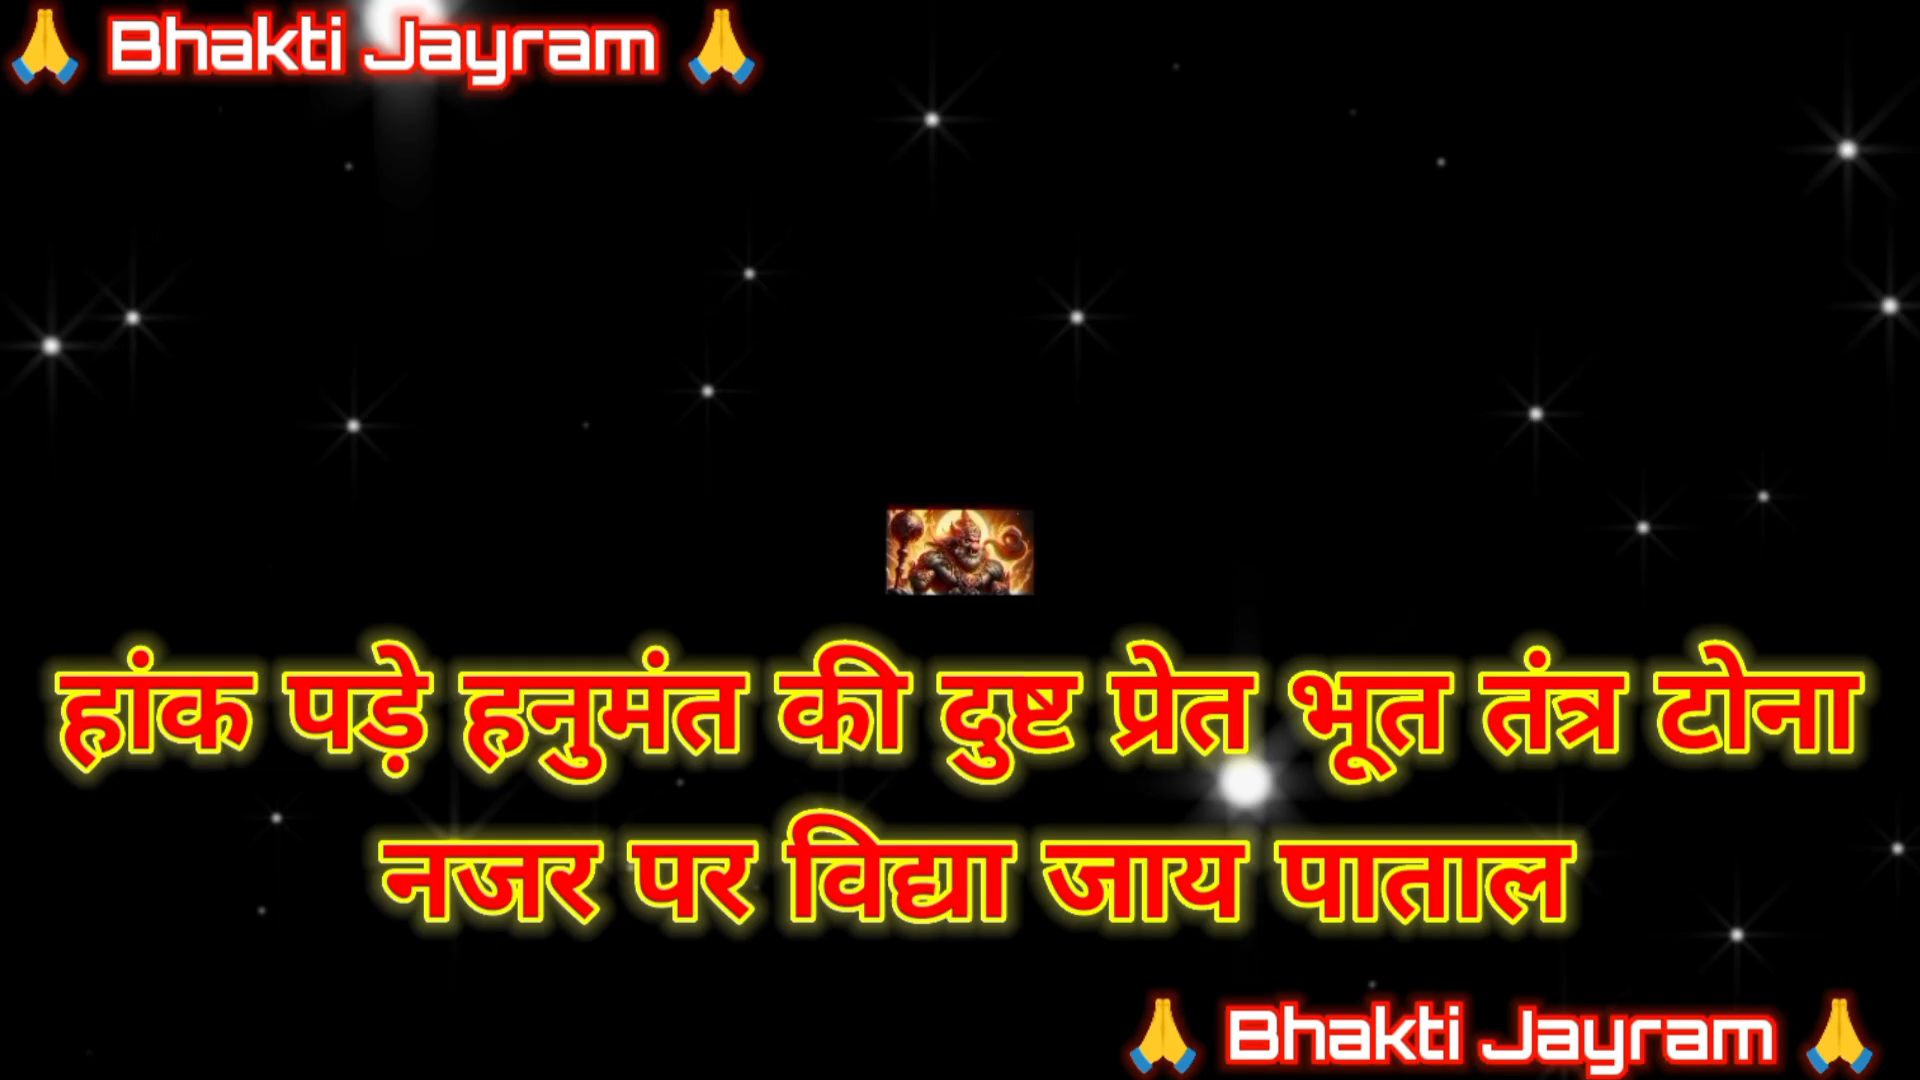 🙏 Bhakti Jayram 🙏
हांक पड़े हनुमंत की दुष्ट प्रेत भूत तंत्र टोना
नजर पर विद्या जाय पाताल
🙏 Bhakti Jayram 🙏